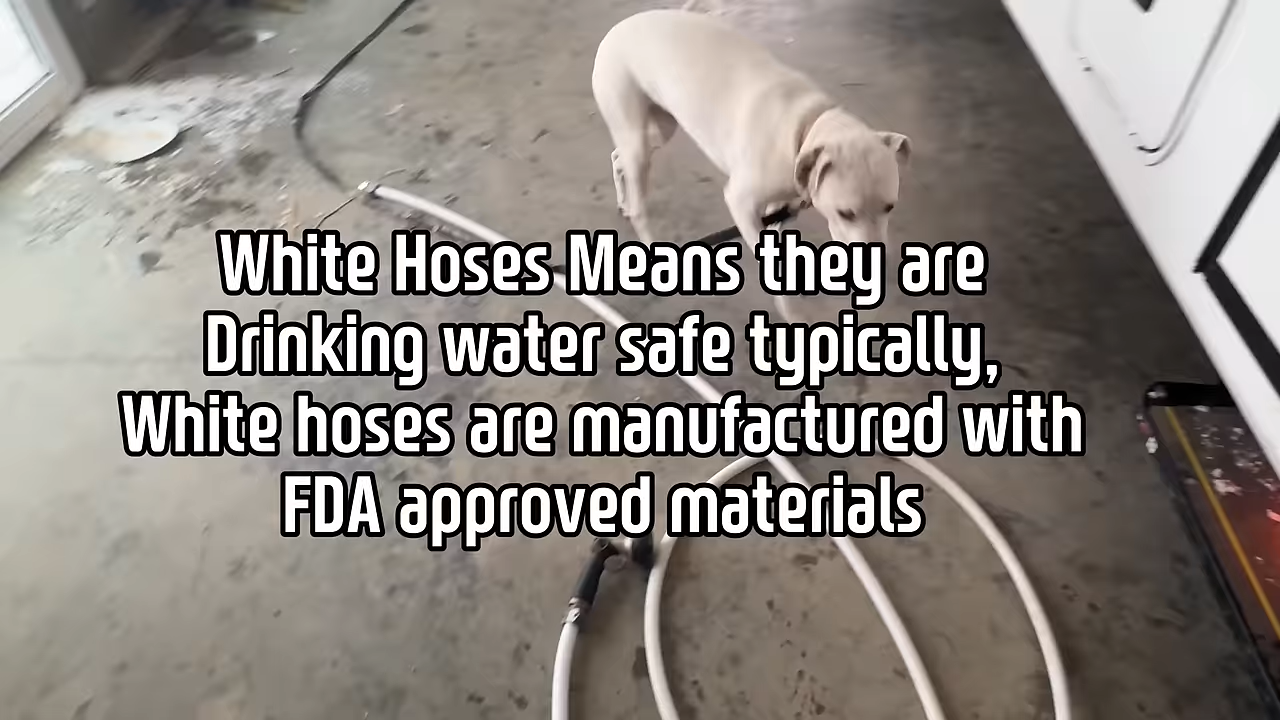 White Hoses Means they are
Drinking water safe typically,
White hoses are manufactured with
FDA approved materials